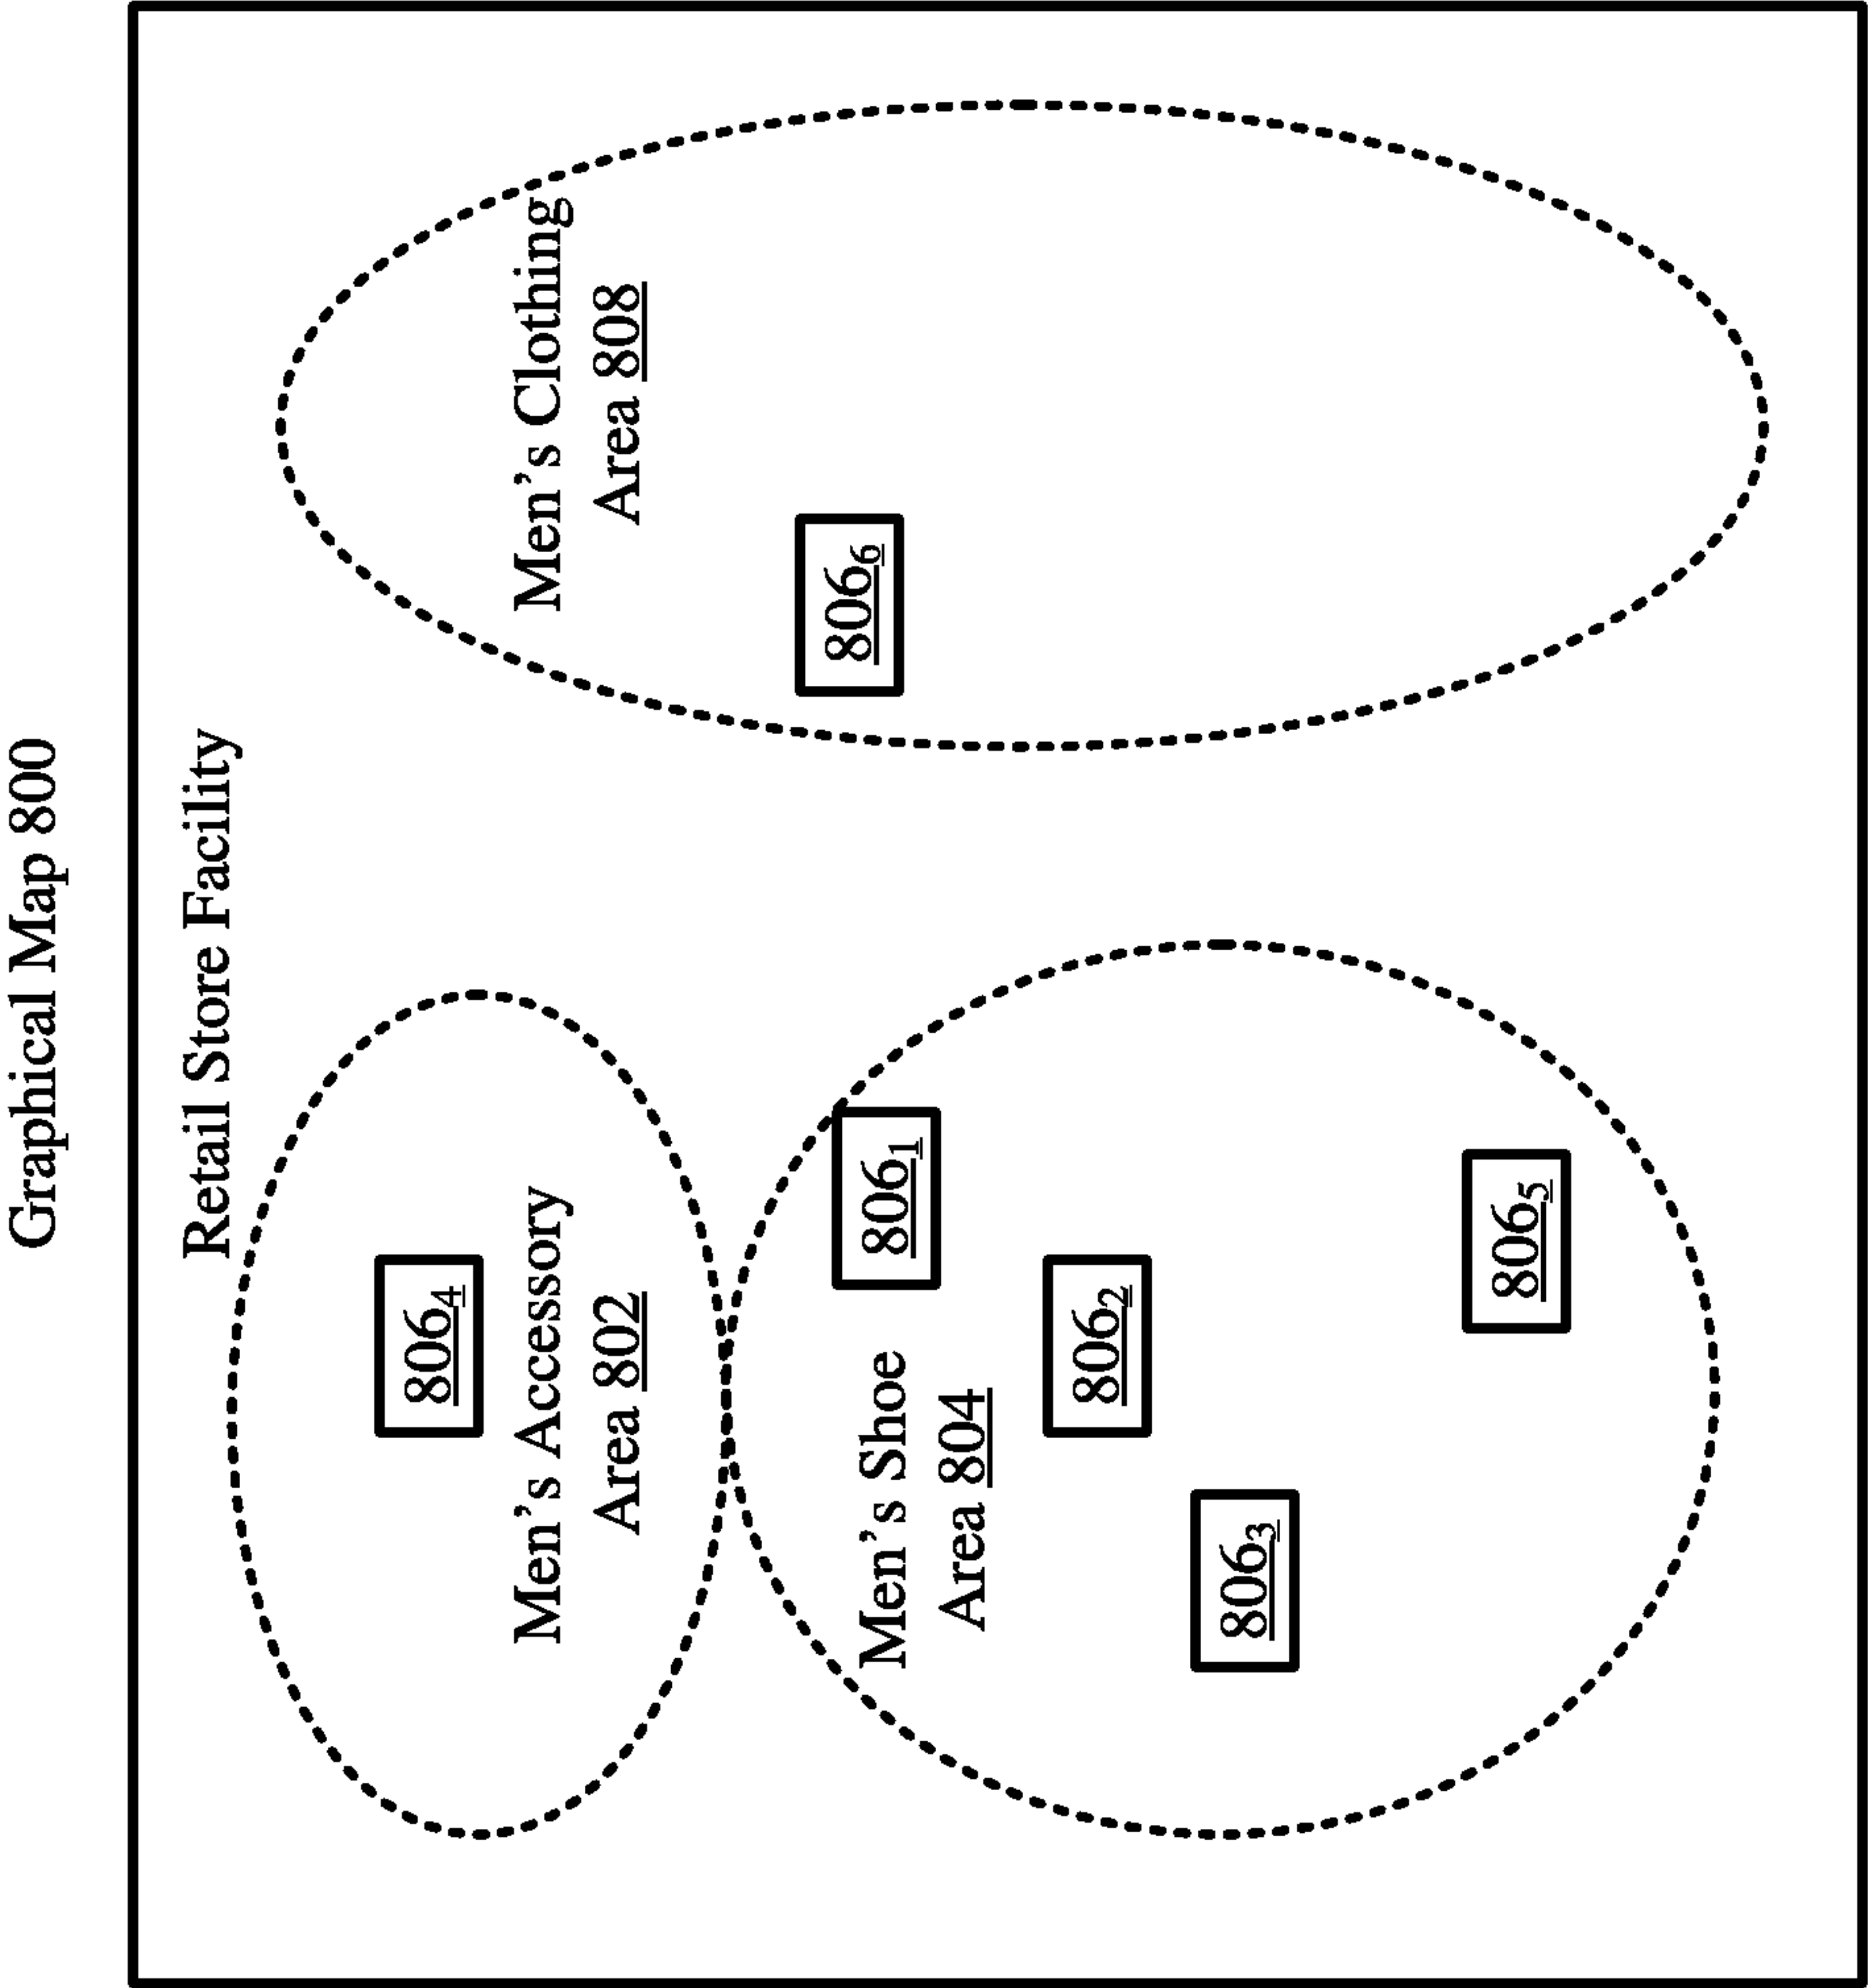 Graphical Map 800
Retail Store Facility
806₄
Men's Accessory
Area 802
Men's Clothing
Area 808
806₆
806₁
Men's Shoe
Area 804
806₂
806₃
806₅